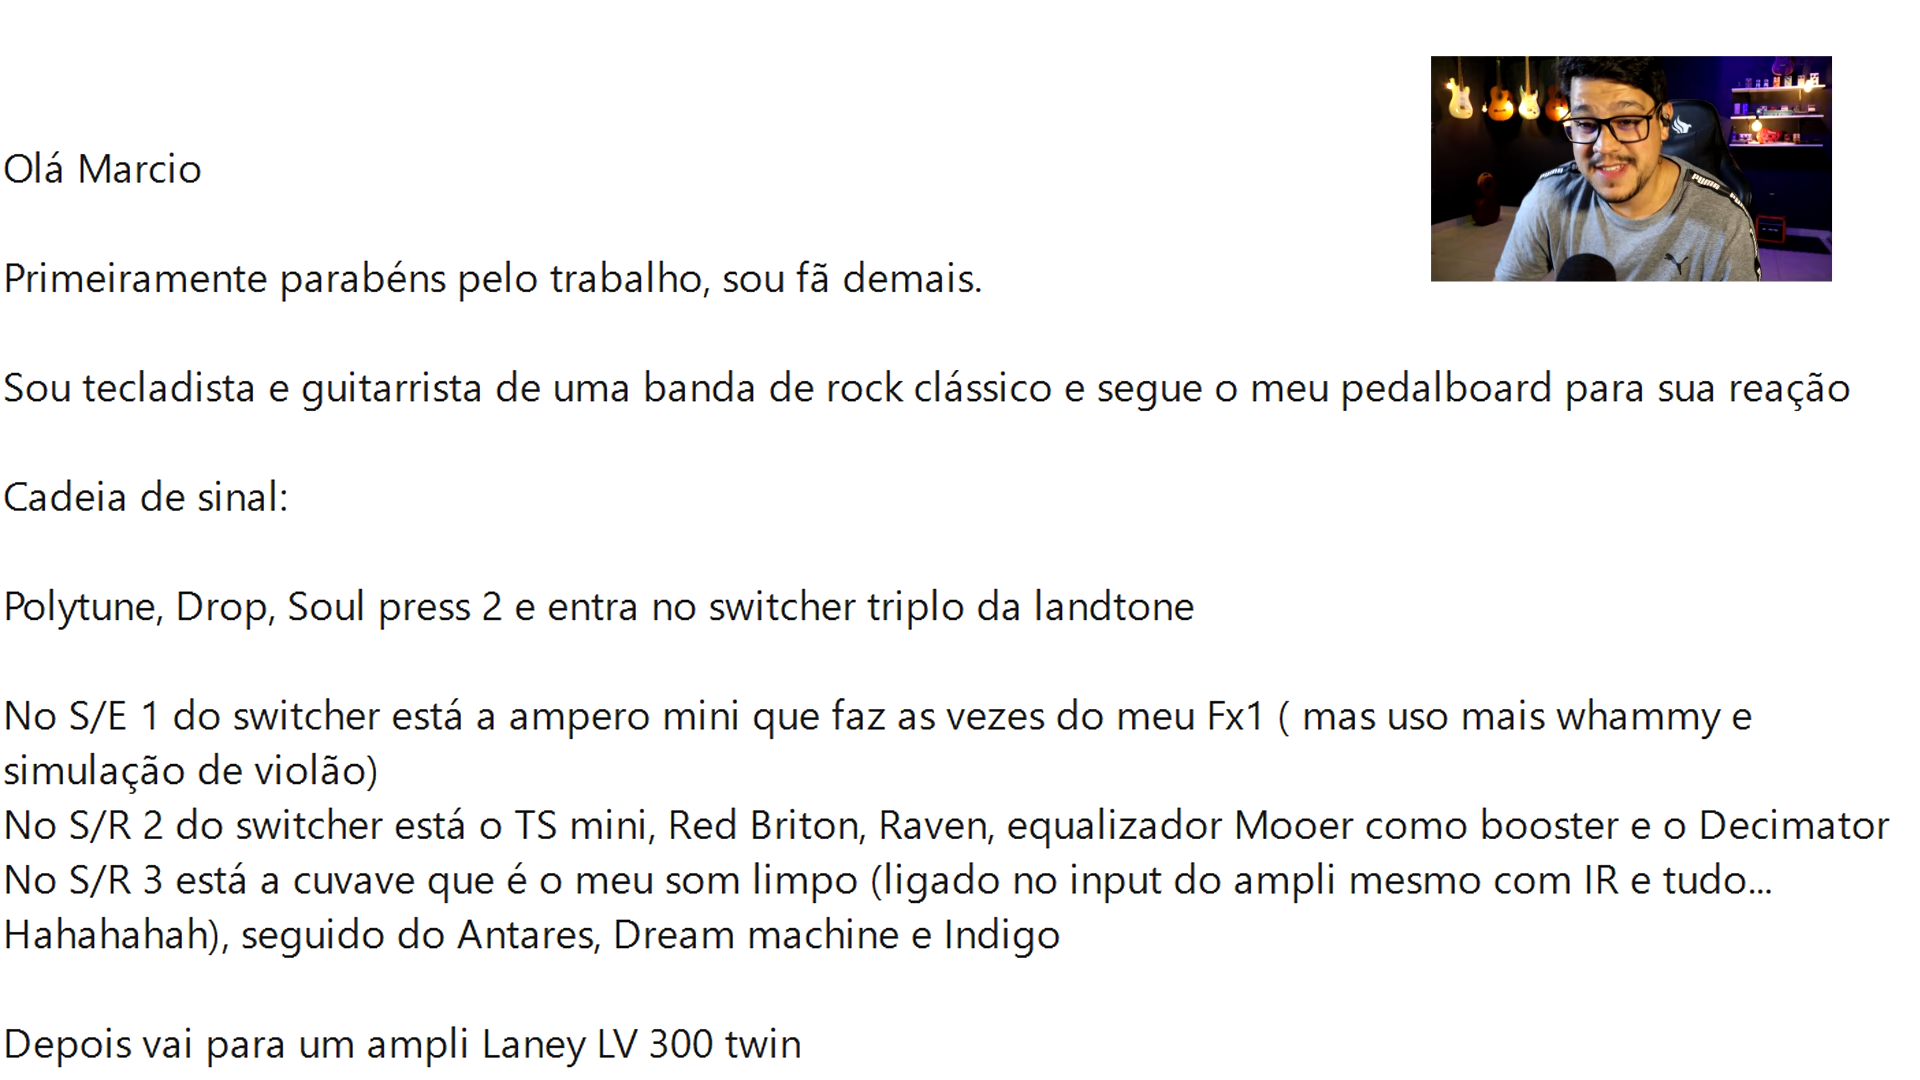 Olá Marcio
Primeiramente parabéns pelo trabalho, sou fã demais.
Sou tecladista e guitarrista de uma banda de rock clássico e segue o meu pedalboard para sua reação
Cadeia de sinal:
Polytune, Drop, Soul press 2 e entra no switcher triplo da landtone
No S/E 1 do switcher está a ampero mini que faz as vezes do meu Fx1 ( mas uso mais whammy e
simulação de violão)
No S/R 2 do switcher está o TS mini, Red Briton, Raven, equalizador Mooer como booster e o Decimator
No S/R 3 está a cuvave que é o meu som limpo (ligado no input do ampli mesmo com IR e tudo...
Hahahahah), seguido do Antares, Dream machine e Indigo
Depois vai para um ampli Laney LV 300 twin
PUMA